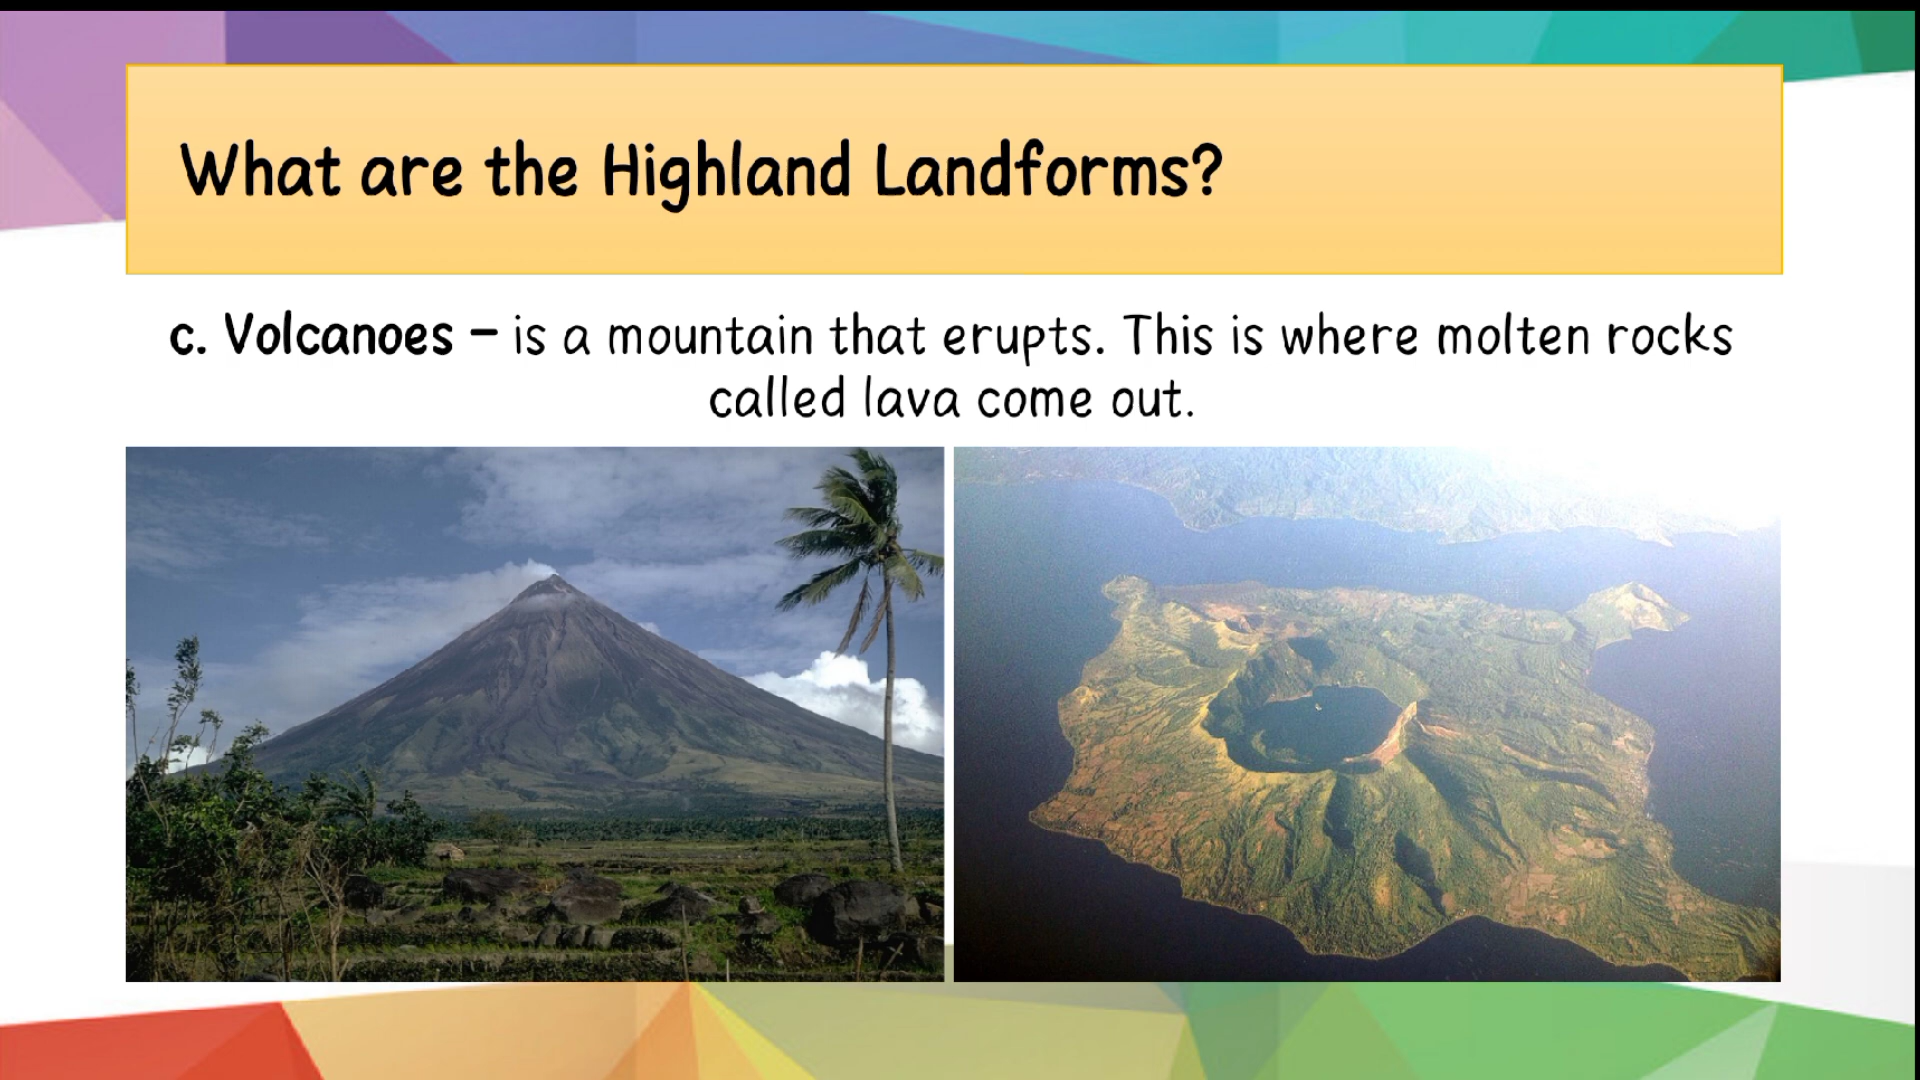 What are the Highland Landforms?
c. Volcanoes – is a mountain that erupts. This is where molten rocks
called lava come out.